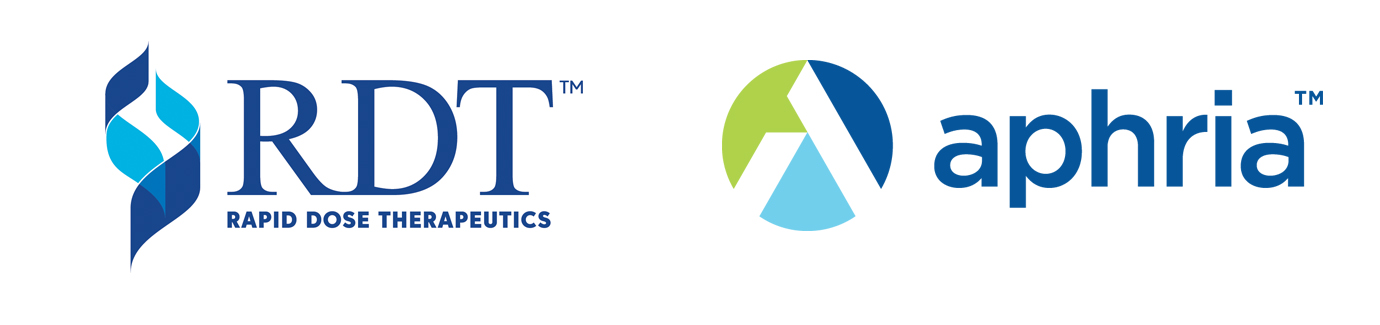 RDT™
RAPID DOSE THERAPEUTICS
aphria™